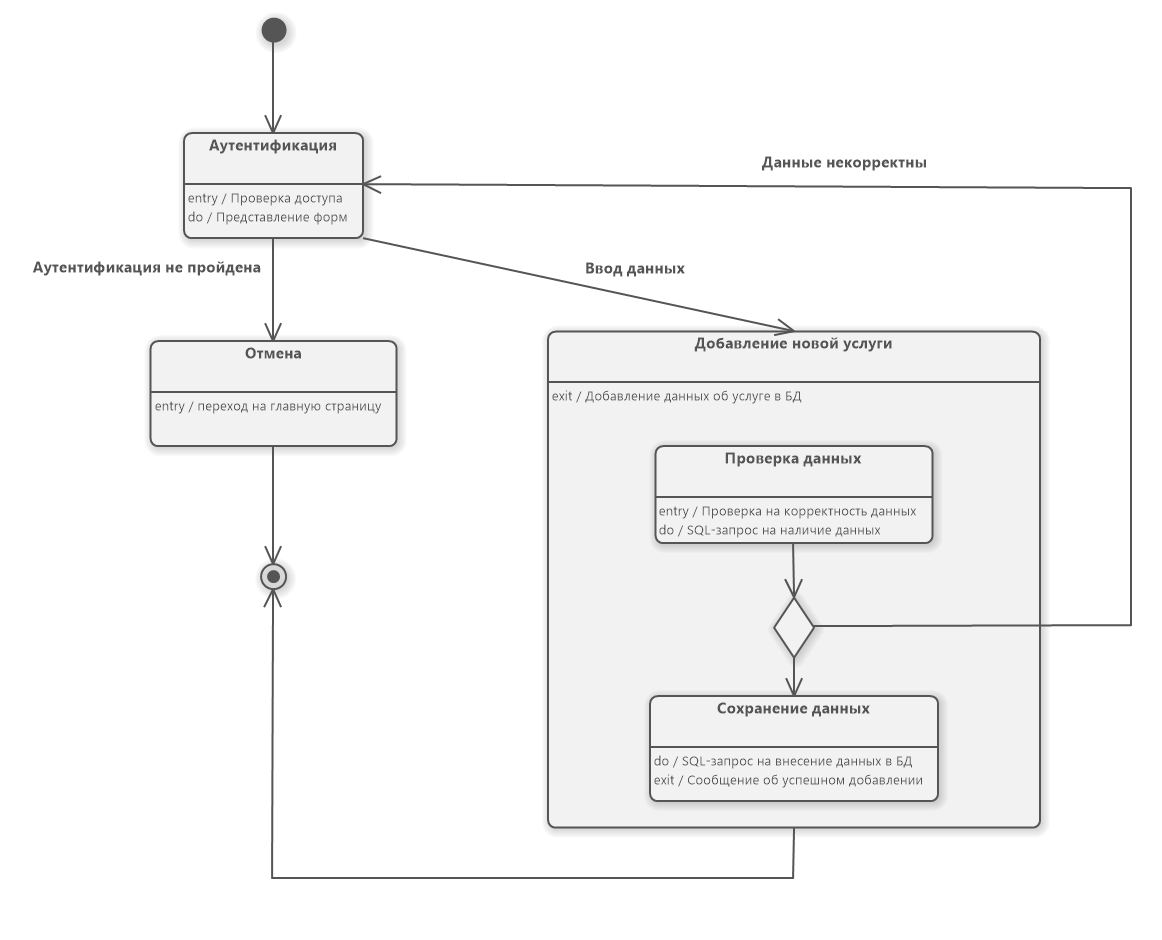 Аутентификация
entry / Проверка доступа
do / Представление форм
Данные некорректны
Аутентификация не пройдена
Ввод данных
Отмена
entry / переход на главную страницу
Добавление новой услуги
exit / Добавление данных об услуге в БД
Проверка данных
entry / Проверка на корректность данных
do / SQL-запрос на наличие данных
Сохранение данных
do / SQL-запрос на внесение данных в БД
exit / Сообщение об успешном добавлении